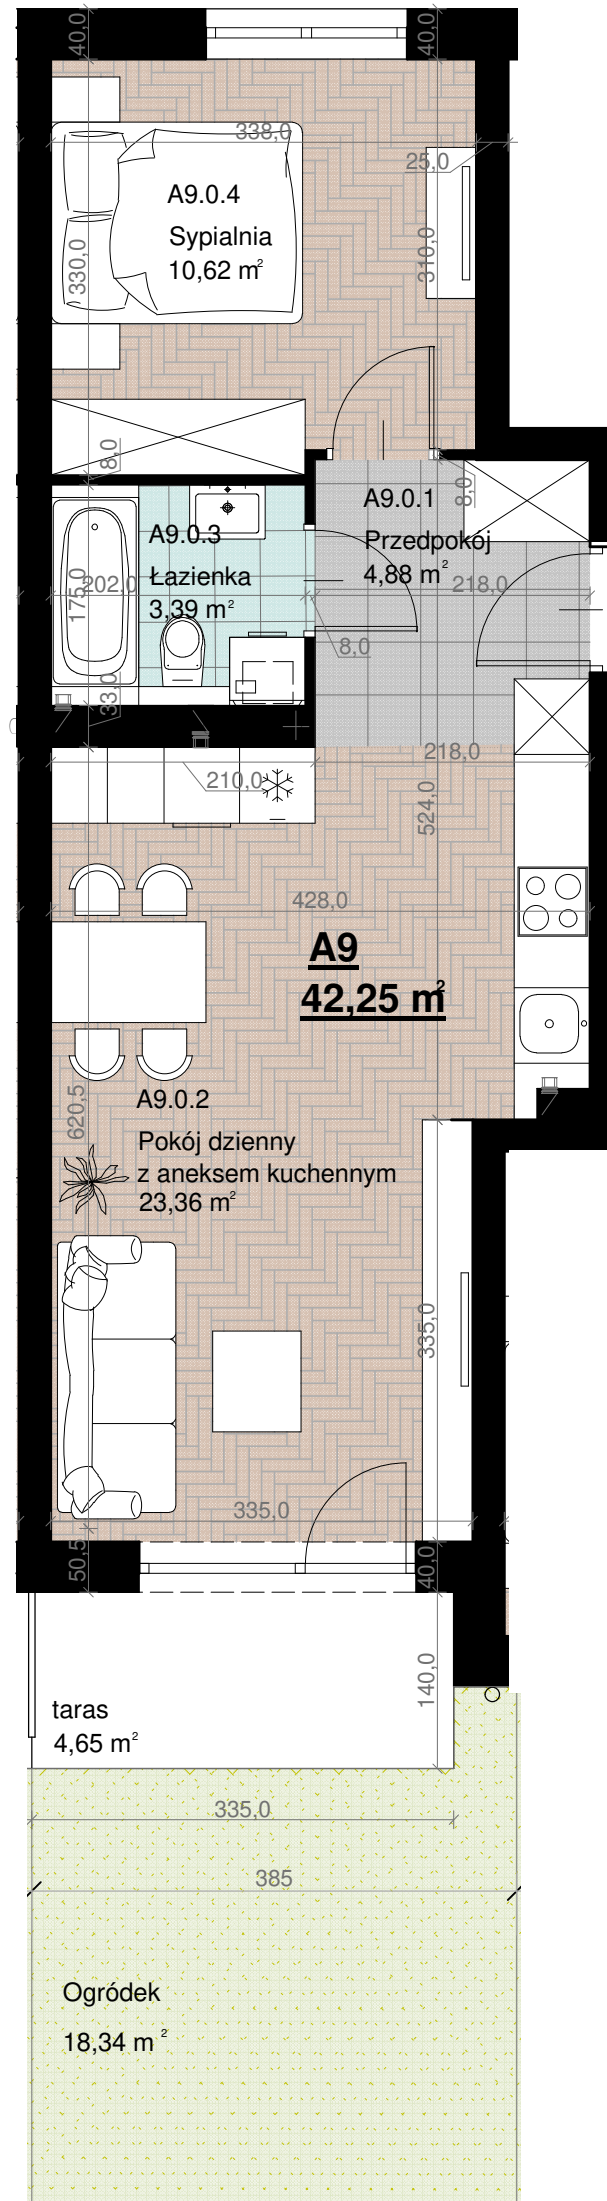 40,0
40,0
338,0
25,0
A9.0.4
Sypialnia
10,62 m²
330,0
310,0
8,0
8,0
A9.0.1
Przedpokój
4,88 m²
A9.0.3
Łazienka
3,39 m²
175,0
202,0
218,0
8,0
33,0
210,0
218,0
524,0
428,0
A9
42,25 m²
620,5
A9.0.2
Pokój dzienny
z aneksem kuchennym
23,36 m²
335,0
335,0
50,5
40,0
140,0
taras
4,65 m²
335,0
385
Ogródek
18,34 m²